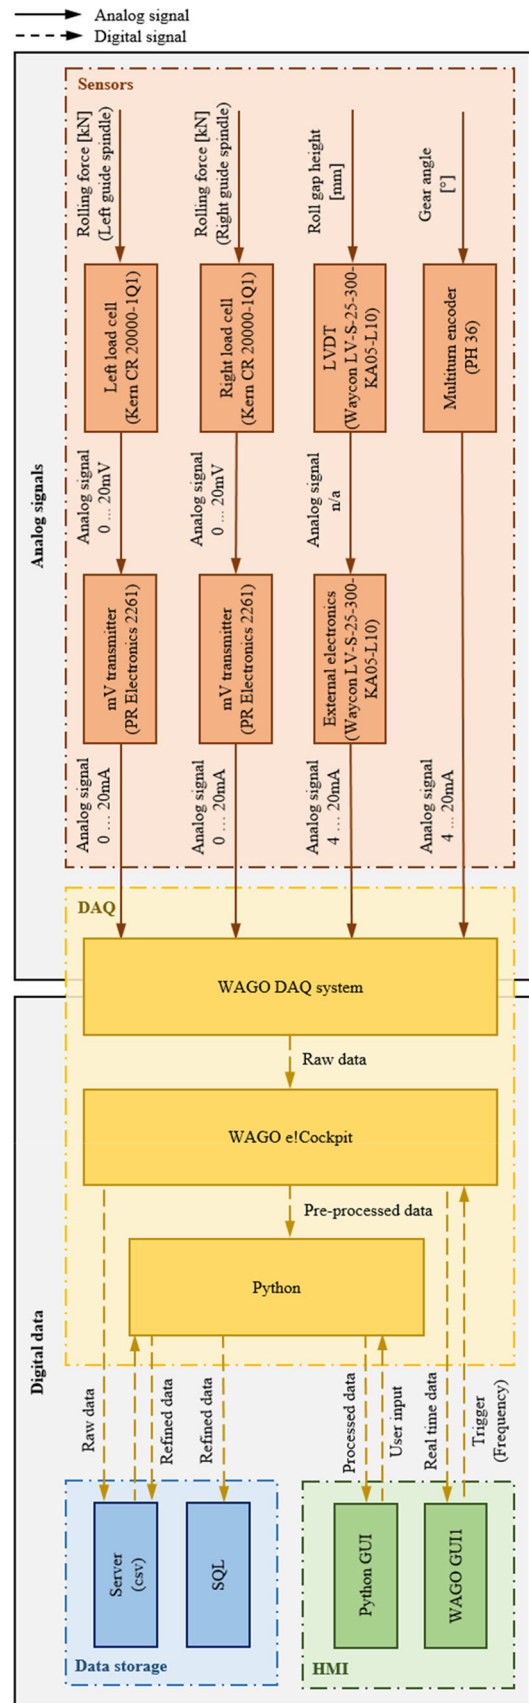 Analog signal
Digital signal
Sensors
Rolling force [kN]
(Left guide spindle)
Rolling force [kN]
(Right guide spindle)
Roll gap height
[mm]
Gear angle
[°]
Left load cell
(Kern CR 20000-1Q1)
Right load cell
(Kern CR 20000-1Q1)
LVDT
(Waycon LV-S-25-300-
KA05-L10)
Multiturn encoder
(PH 36)
Analog signal
0 … 20mV
Analog signal
0 … 20mV
Analog signal
n/a
Analog signals
mV transmitter
(PR Electronics 2261)
mV transmitter
(PR Electronics 2261)
External electronics
(Waycon LV-S-25-300-
KA05-L10)
Analog signal
0 … 20mA
Analog signal
0 … 20mA
Analog signal
4 … 20mA
Analog signal
4 … 20mA
DAQ
WAGO DAQ system
Raw data
WAGO e!Cockpit
Pre-processed data
Python
Digital data
Raw data
Refined data
Refined data
Processed data
User input
Real time data
Trigger
(Frequency)
Server
(csv)
SQL
Python GUI
WAGO GUI1
Data storage
HMI